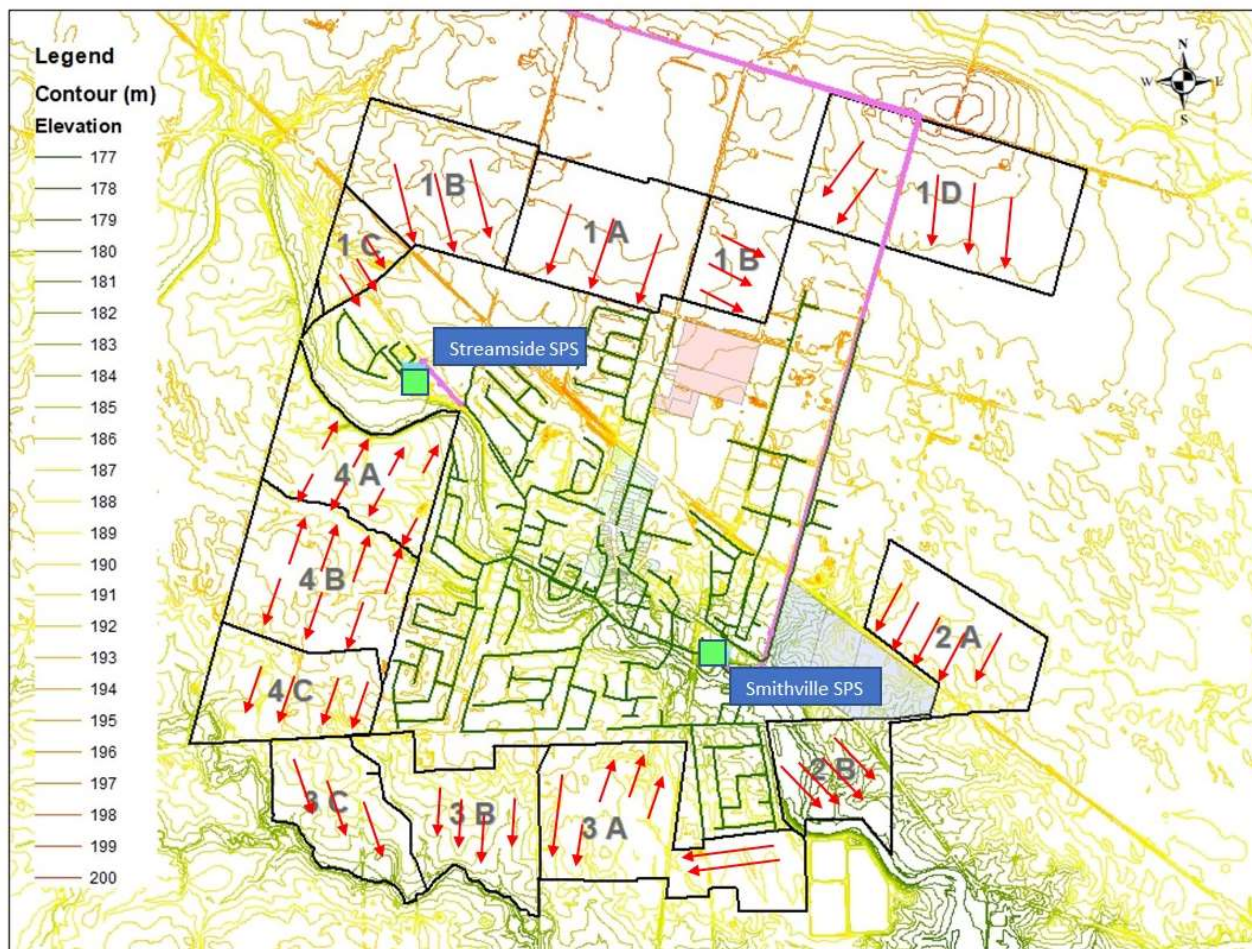 Legend
Contour (m)
Elevation
177
178
179
180
181
182
183
184
185
186
187
188
189
190
191
192
193
194
195
196
197
198
199
200
N
W E
S
1 B
1 D
1 A
1 C
1 B
Streamside SPS
4 A
4 B
2 A
4 C
Smithville SPS
2 B
3 C
3 B
3 A